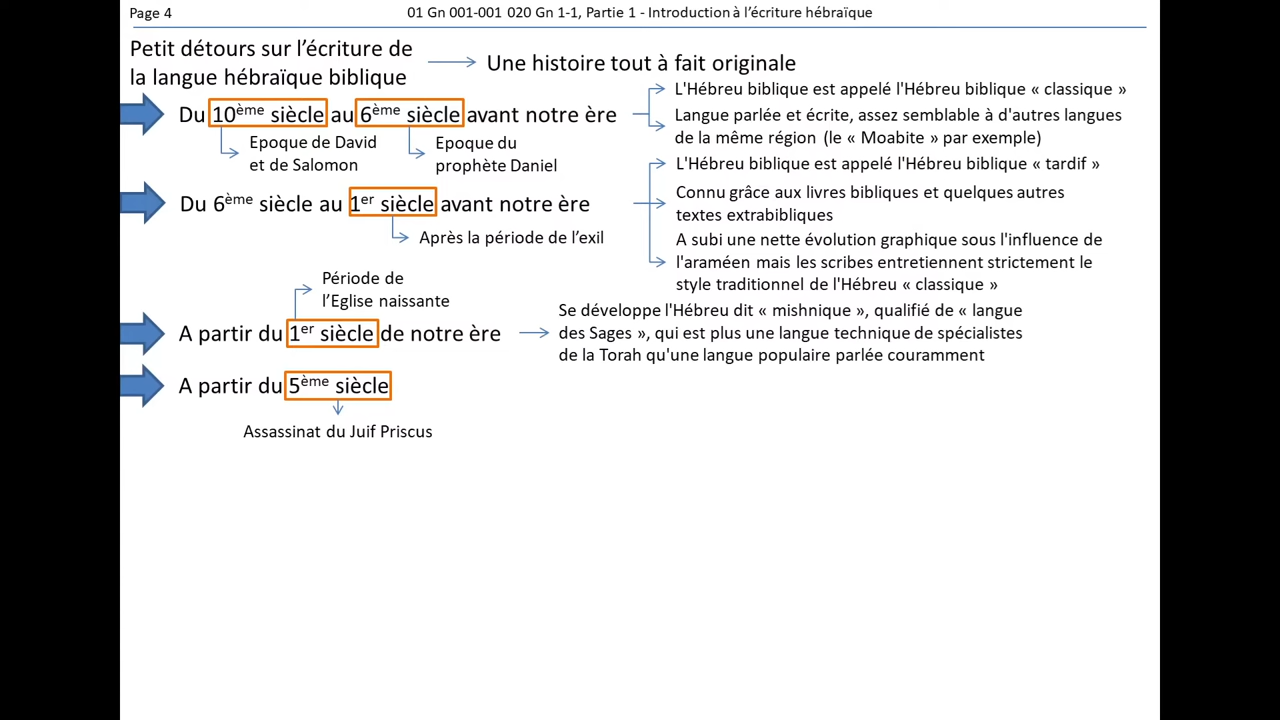 Page 4
01 Gn 001-001 020 Gn 1-1, Partie 1 - Introduction à l’écriture hébraïque
Petit détours sur l’écriture de
la langue hébraïque biblique
Une histoire tout à fait originale
Du 10ème siècle au 6ème siècle avant notre ère
Epoque de David
et de Salomon
Epoque du
prophète Daniel
L'Hébreu biblique est appelé l'Hébreu biblique « classique »
Langue parlée et écrite, assez semblable à d'autres langues
de la même région (le « Moabite » par exemple)
Du 6ème siècle au 1er siècle avant notre ère
Après la période de l’exil
L'Hébreu biblique est appelé l'Hébreu biblique « tardif »
Connu grâce aux livres bibliques et quelques autres
textes extrabibliques
A subi une nette évolution graphique sous l'influence de
l'araméen mais les scribes entretiennent strictement le
style traditionnel de l'Hébreu « classique »
Période de
l’Eglise naissante
A partir du 1er siècle de notre ère
Se développe l'Hébreu dit « mishnique », qualifié de « langue
des Sages », qui est plus une langue technique de spécialistes
de la Torah qu'une langue populaire parlée couramment
A partir du 5ème siècle
Assassinat du Juif Priscus